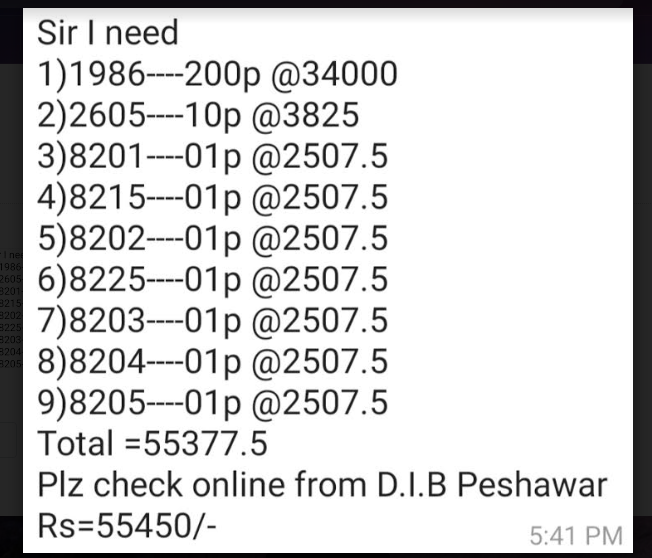 Sir I need
1)1986----200p @34000
2)2605----10p @3825
3)8201----01p @2507.5
4)8215----01p @2507.5
5)8202----01p @2507.5
6)8225----01p @2507.5
7)8203----01p @2507.5
8)8204----01p @2507.5
9)8205----01p @2507.5
Total =55377.5
Plz check online from D.I.B Peshawar
Rs=55450/-
5:41 PM